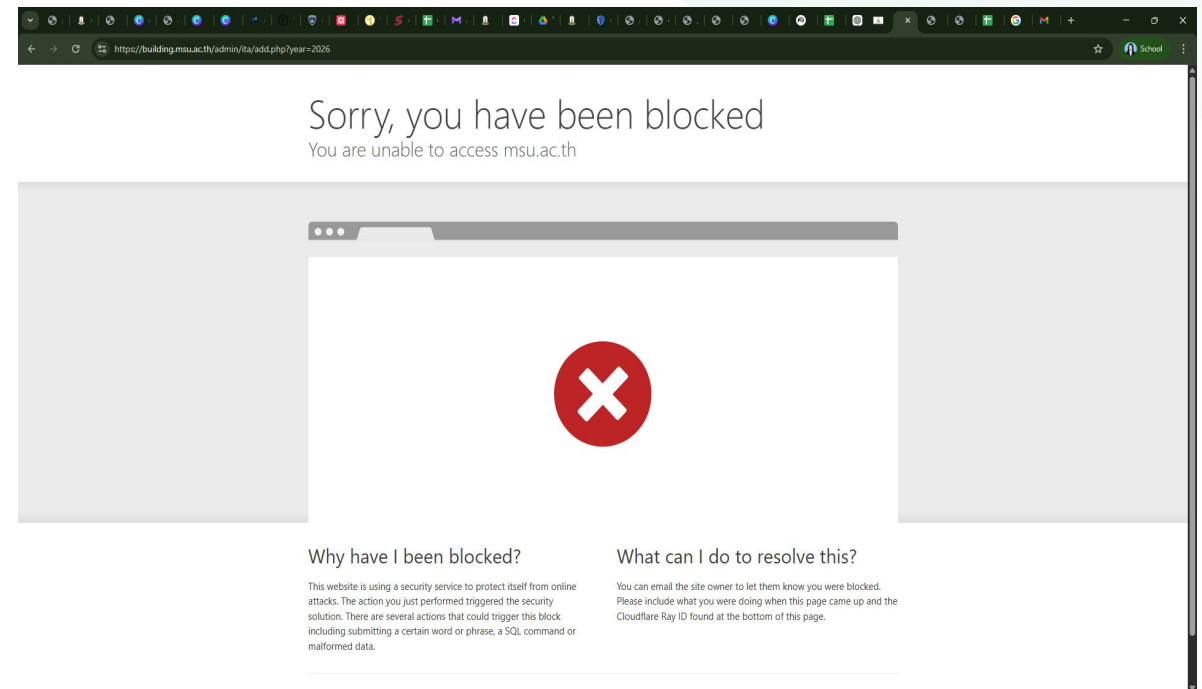 https://building.msu.ac.th/admin/ita/add.php?year=2026
School
Sorry, you have been blocked
You are unable to access msu.ac.th
Why have I been blocked?
This website is using a security service to protect itself from online
attacks. The action you just performed triggered the security
solution. There are several actions that could trigger this block
including submitting a certain word or phrase, a SQL command or
malformed data.
What can I do to resolve this?
You can email the site owner to let them know you were blocked.
Please include what you were doing when this page came up and the
Cloudflare Ray ID found at the bottom of this page.